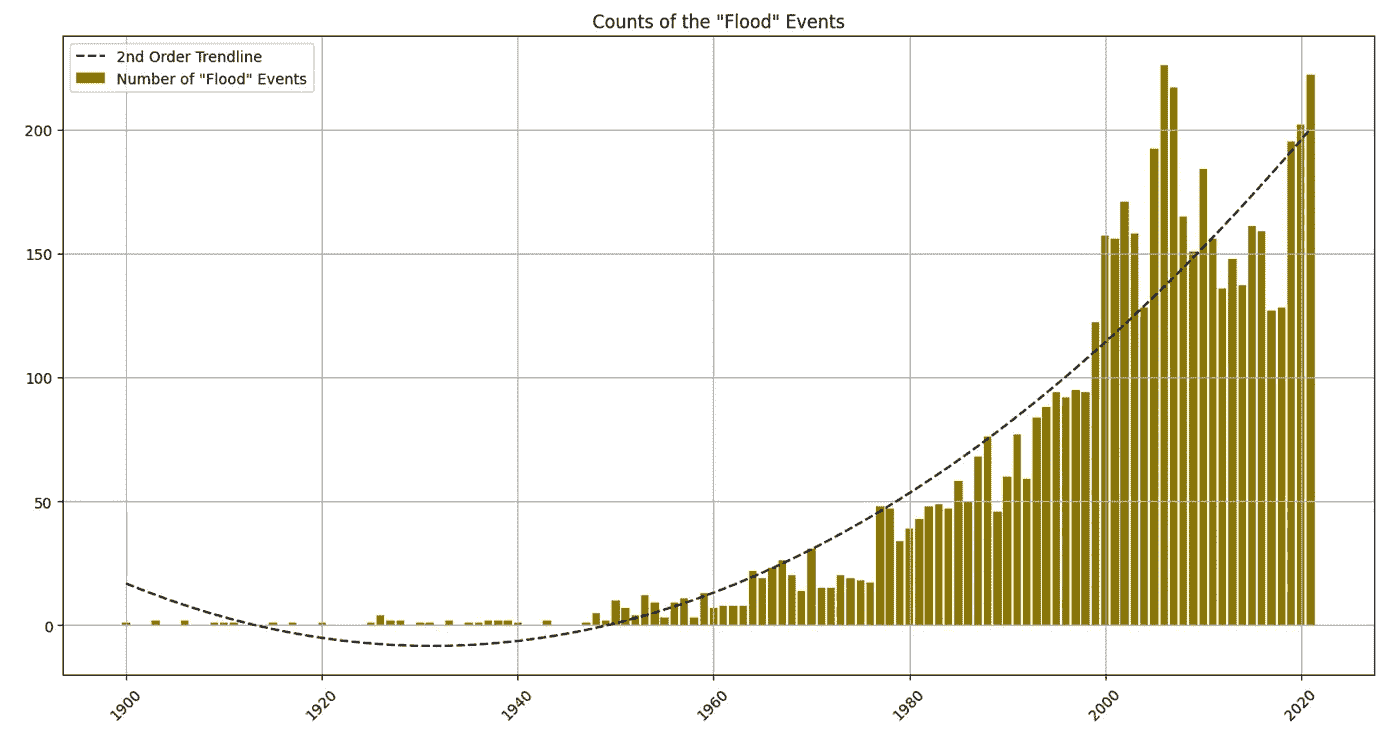 Counts of the "Flood" Events
2nd Order Trendline
Number of "Flood" Events
200
150
100
50
0
1900 1920 1940 1960 1980 2000 2020